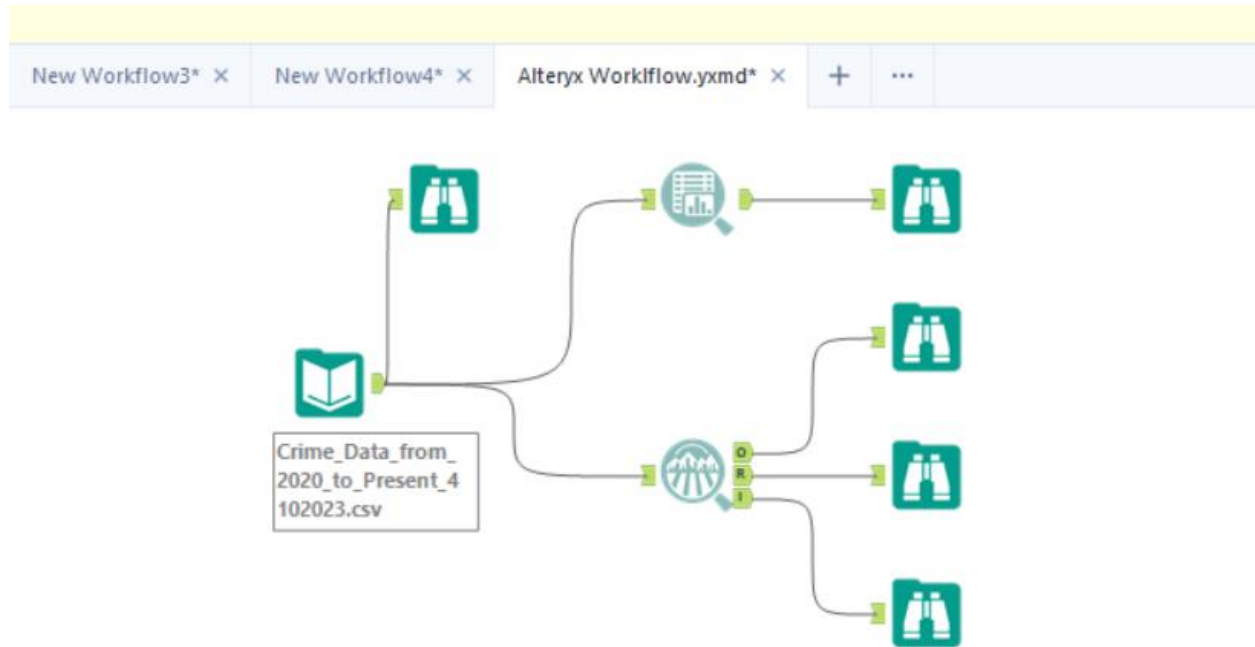 New Workflow3* × New Workflow4* × Alteryx Worklflow.yxmd* × + ...
Crime_Data_from_
2020_to_Present_4
102023.csv
O
R
I